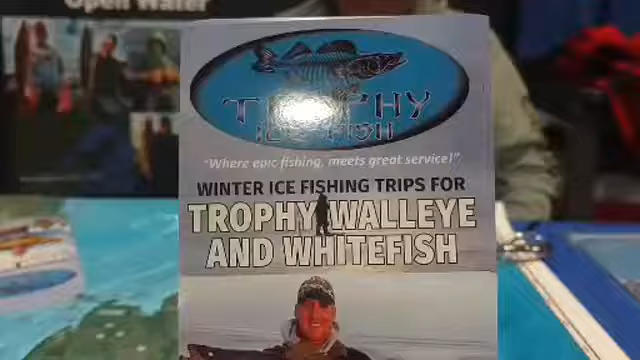 Open Water
TROPHY
ICE FISH
"Where epic fishing, meets great service!"
WINTER ICE FISHING TRIPS FOR
TROPHY WALLEYE
AND WHITEFISH